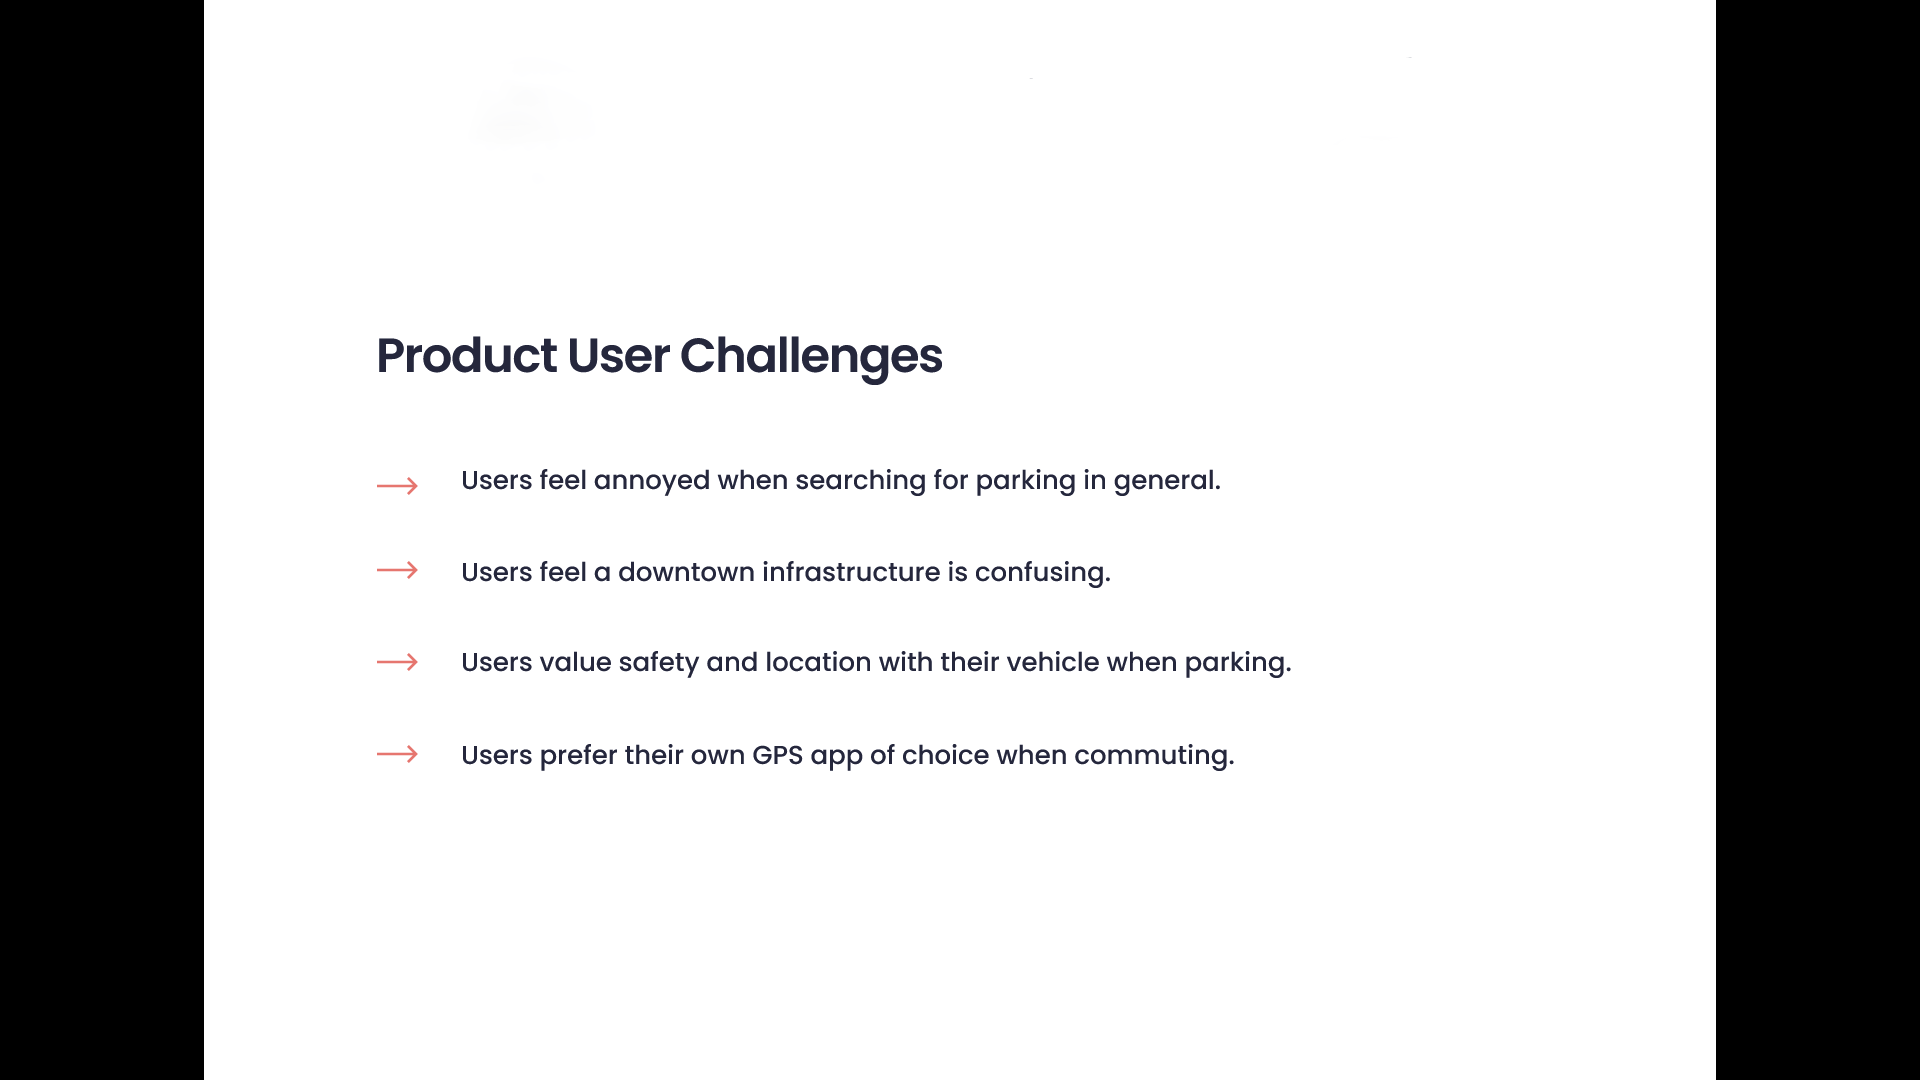 Product User Challenges
Users feel annoyed when searching for parking in general.
Users feel a downtown infrastructure is confusing.
Users value safety and location with their vehicle when parking.
Users prefer their own GPS app of choice when commuting.